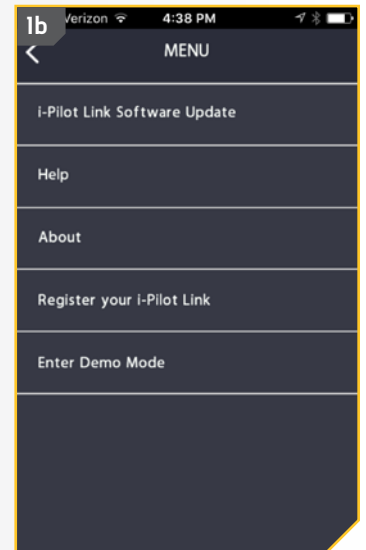 1b
Verizon 4:38 PM
MENU
i-Pilot Link Software Update
Help
About
Register your i-Pilot Link
Enter Demo Mode